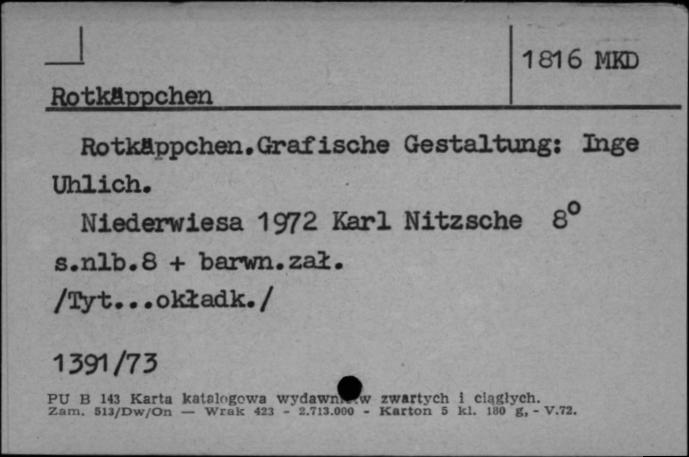 1816 MKD
Rotkäppchen
Rotkäppchen.Grafische Gestaltung: Inge
Uhlich.
Niederwiesa 1972 Karl Nitzsche 8°
s.nlb.8 + barwn.zał.
/Tyt...okładk./
1391/73
PU B 143 Karta katalogowa zwartych i ciągłych.
Zam. 513/Dw/On — Wrak 423 - 2.713.000 - Karton 5 kl. 180 g, - V.72.